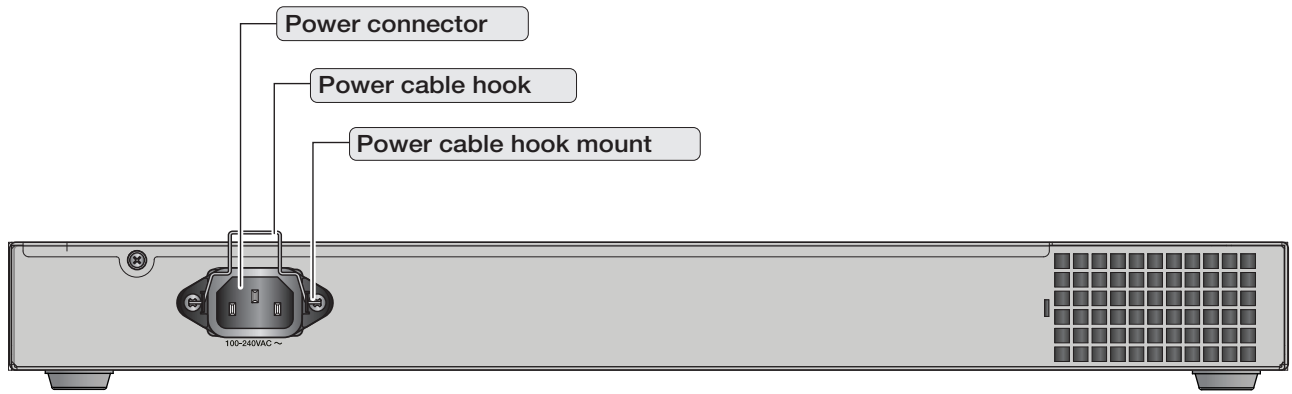 Power connector
Power cable hook
Power cable hook mount
100-240VAC ~